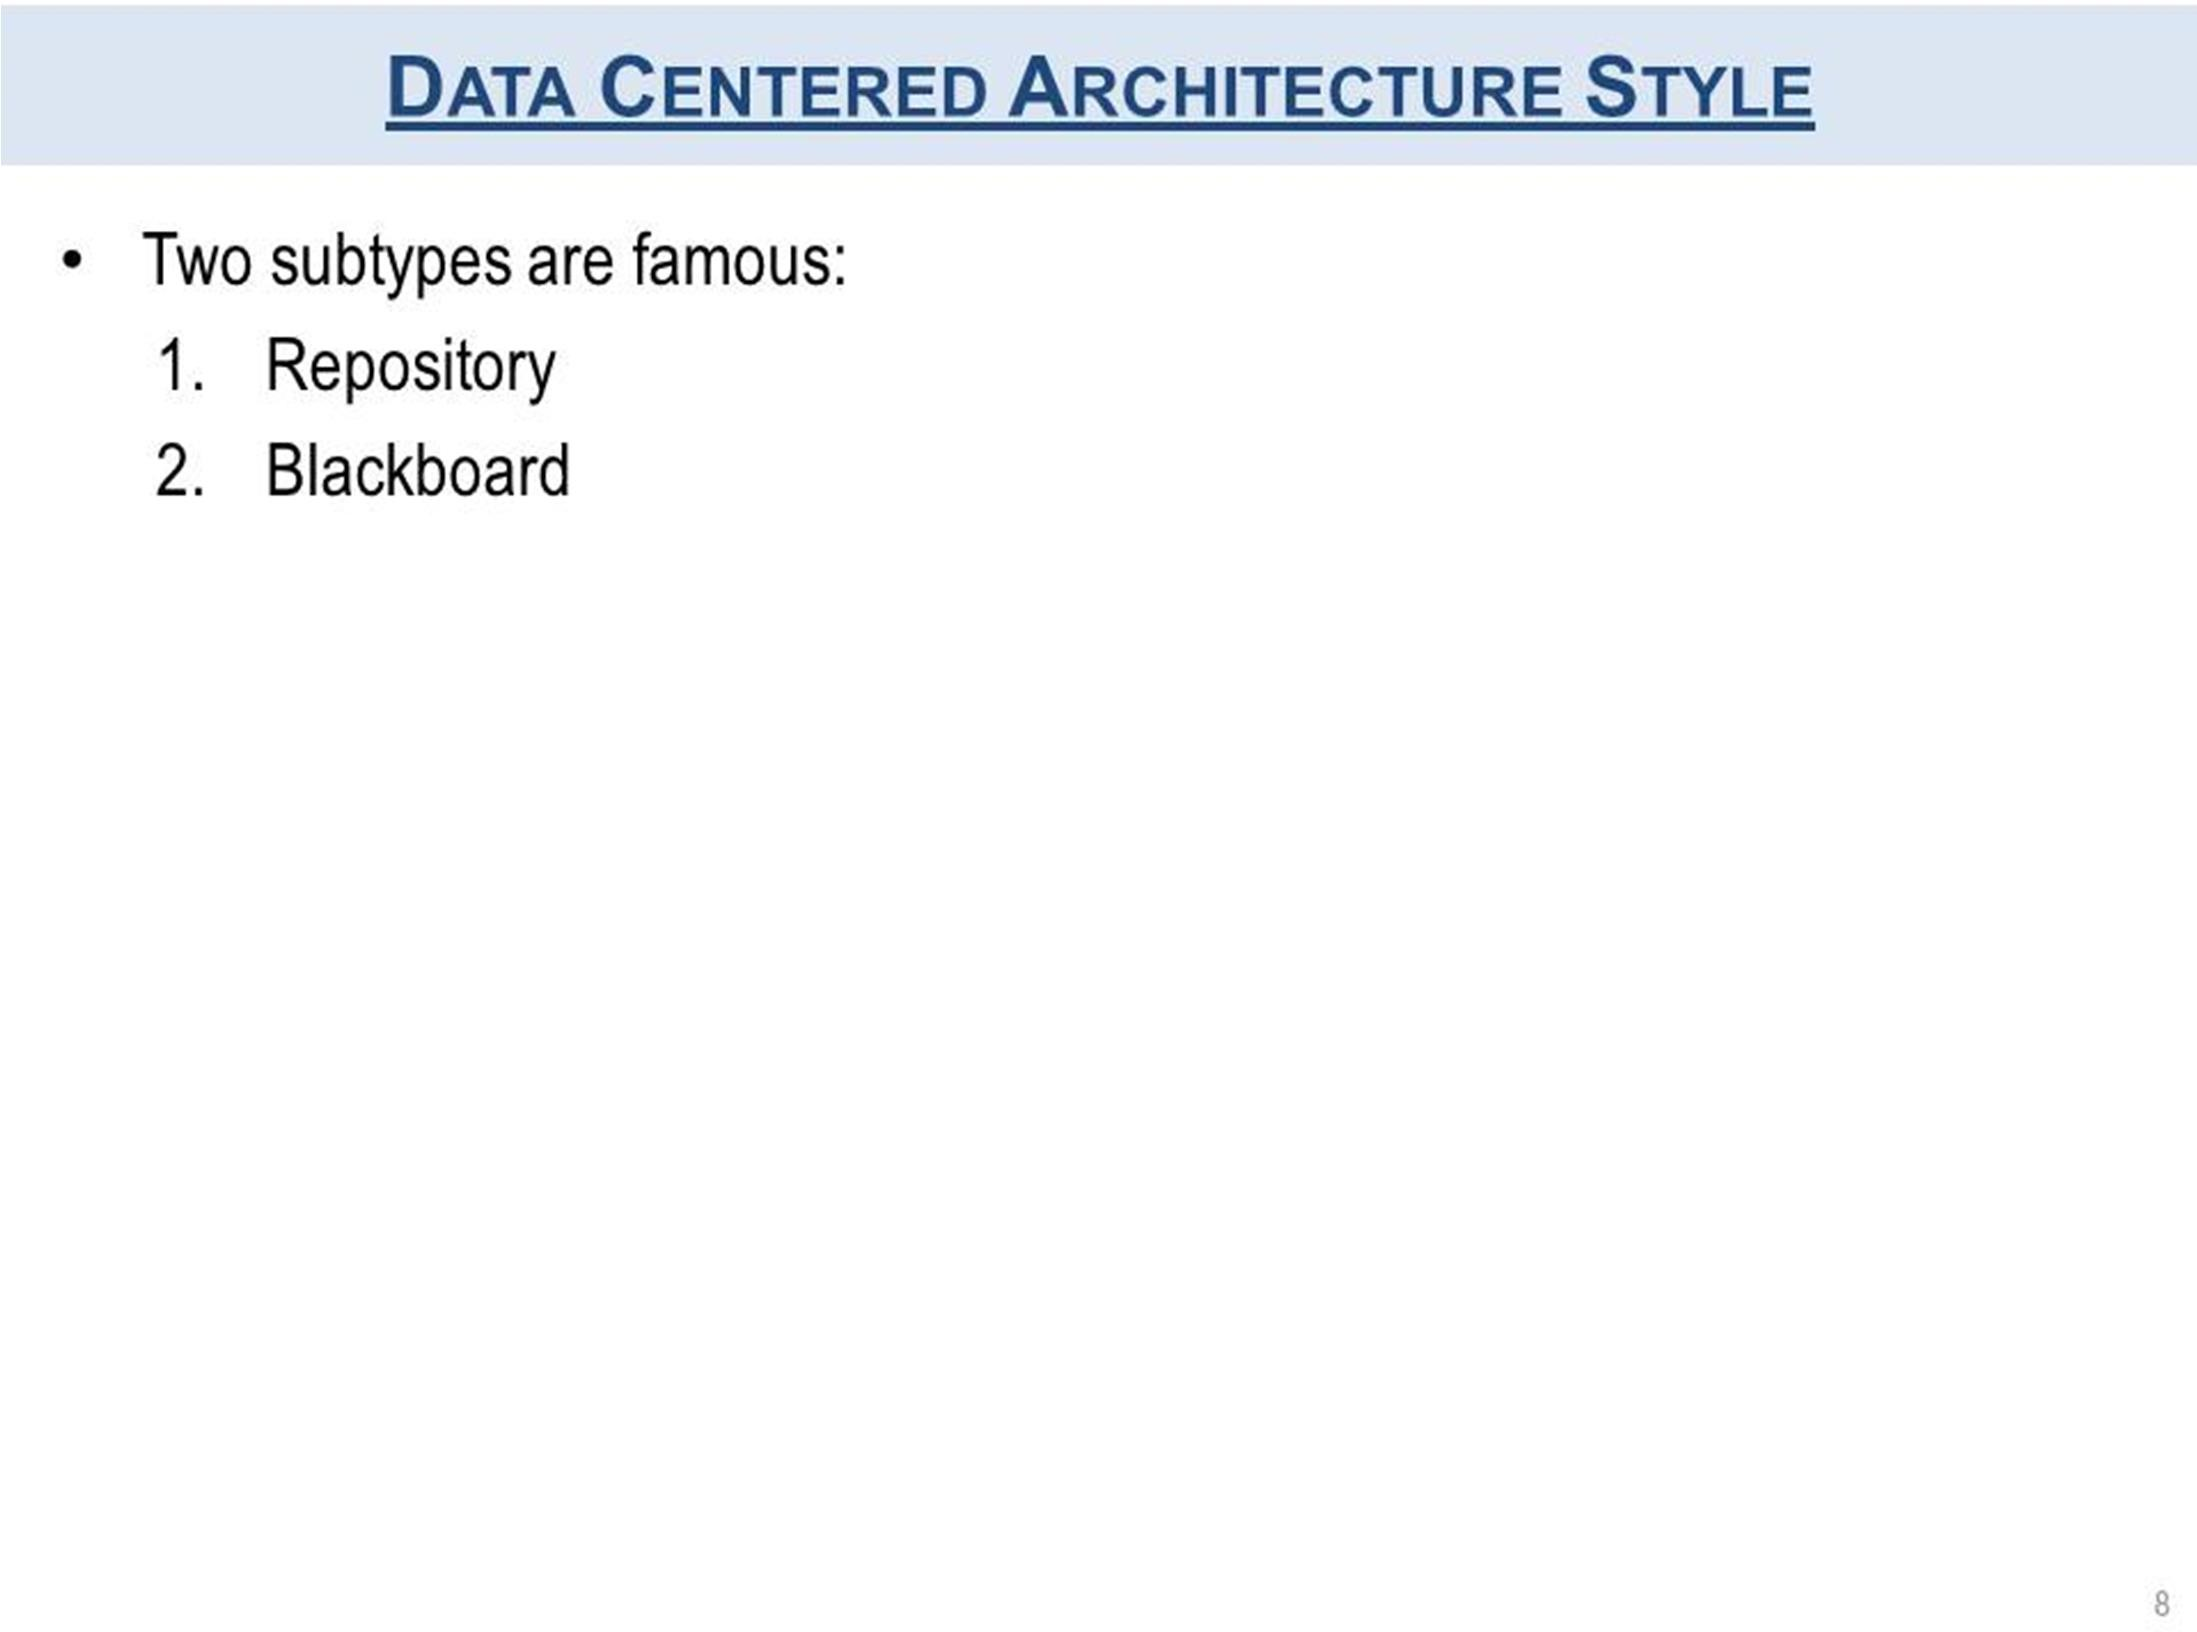 DATA CENTERED ARCHITECTURE STYLE
• Two subtypes are famous:
1. Repository
2. Blackboard
8